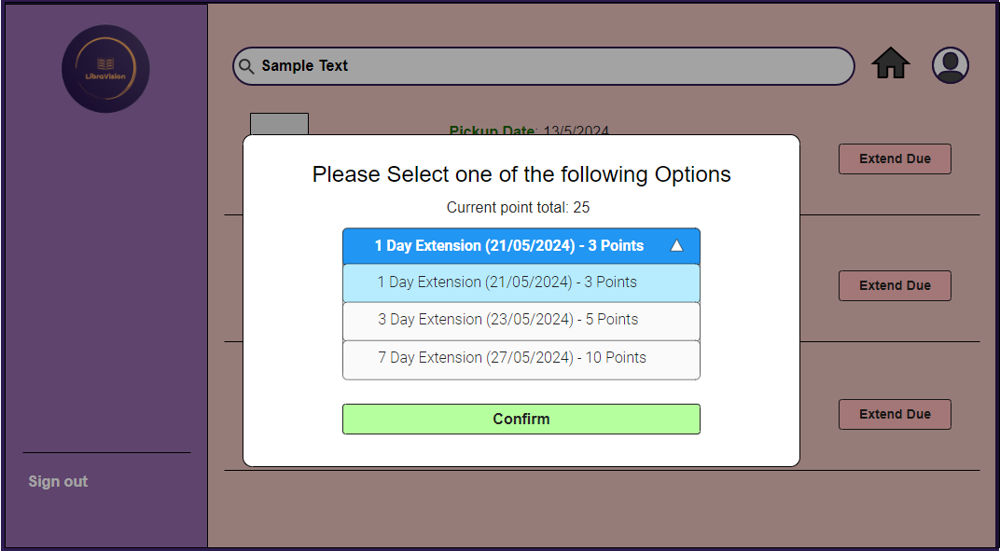 LibraVision
Sample Text
Pickup Date: 13/5/2024
Extend Due
Please Select one of the following Options
Current point total: 25
1 Day Extension (21/05/2024) - 3 Points
1 Day Extension (21/05/2024) - 3 Points
Extend Due
3 Day Extension (23/05/2024) - 5 Points
7 Day Extension (27/05/2024) - 10 Points
Extend Due
Confirm
Sign out